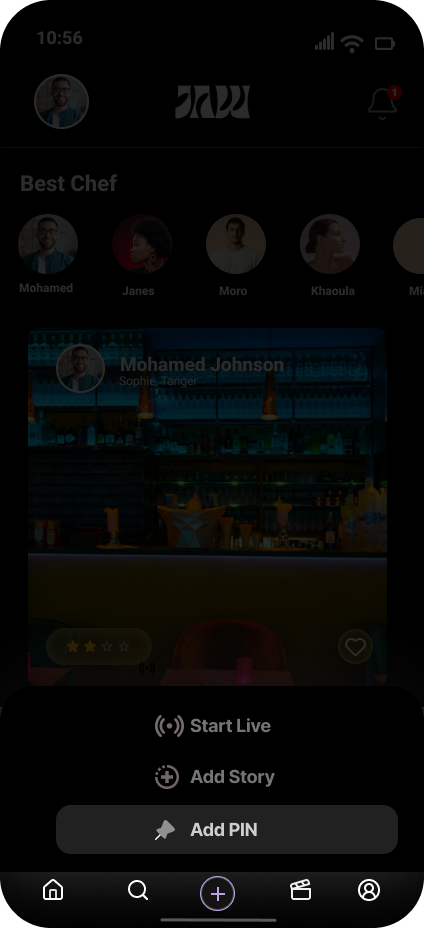 10:56
JAW
1
Best Chef
Mohamed
Janes
Moro
Khaoula
Mohamed Johnson
Sophie, Tanger
Start Live
Add Story
Add PIN